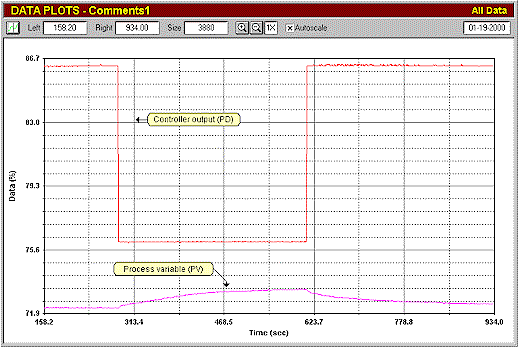 DATA PLOTS - Comments1 All Data
Left 158.20 Right 934.00 Size 3880 1X Autoscale 01-19-2000
86.7
83.0
Controller output (PD)
79.3
Data (%)
75.6
Process variable (PV)
71.9
158.2 313.4 468.5 623.7 778.8 934.0
Time (sec)